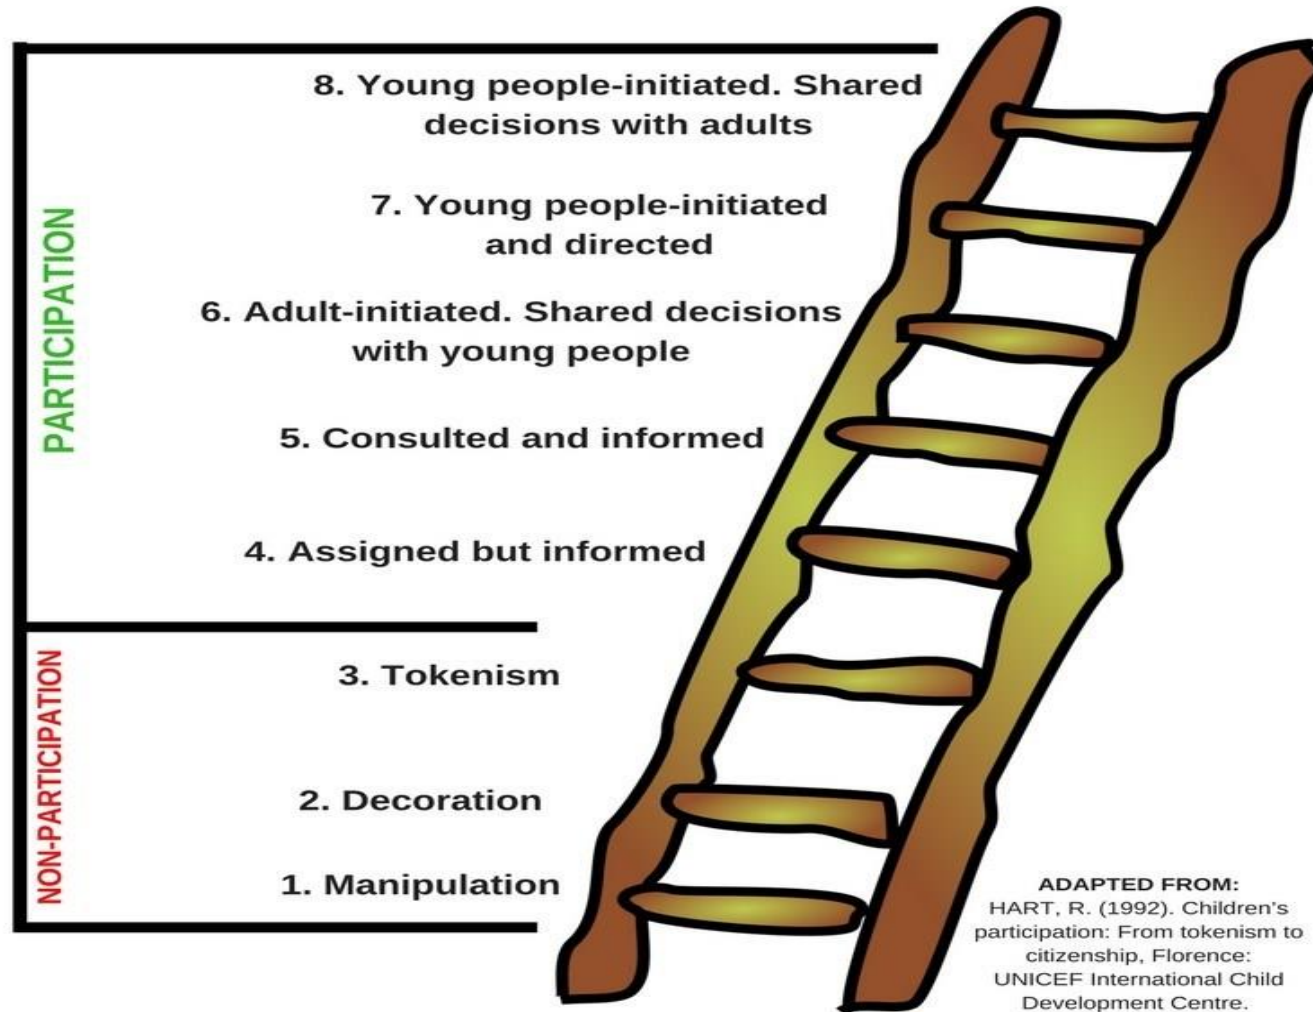 8. Young people-initiated. Shared
decisions with adults
7. Young people-initiated
and directed
6. Adult-initiated. Shared decisions
with young people
5. Consulted and informed
4. Assigned but informed
PARTICIPATION
3. Tokenism
2. Decoration
1. Manipulation
NON-PARTICIPATION
ADAPTED FROM:
HART, R. (1992). Children's
participation: From tokenism to
citizenship, Florence:
UNICEF International Child
Development Centre.